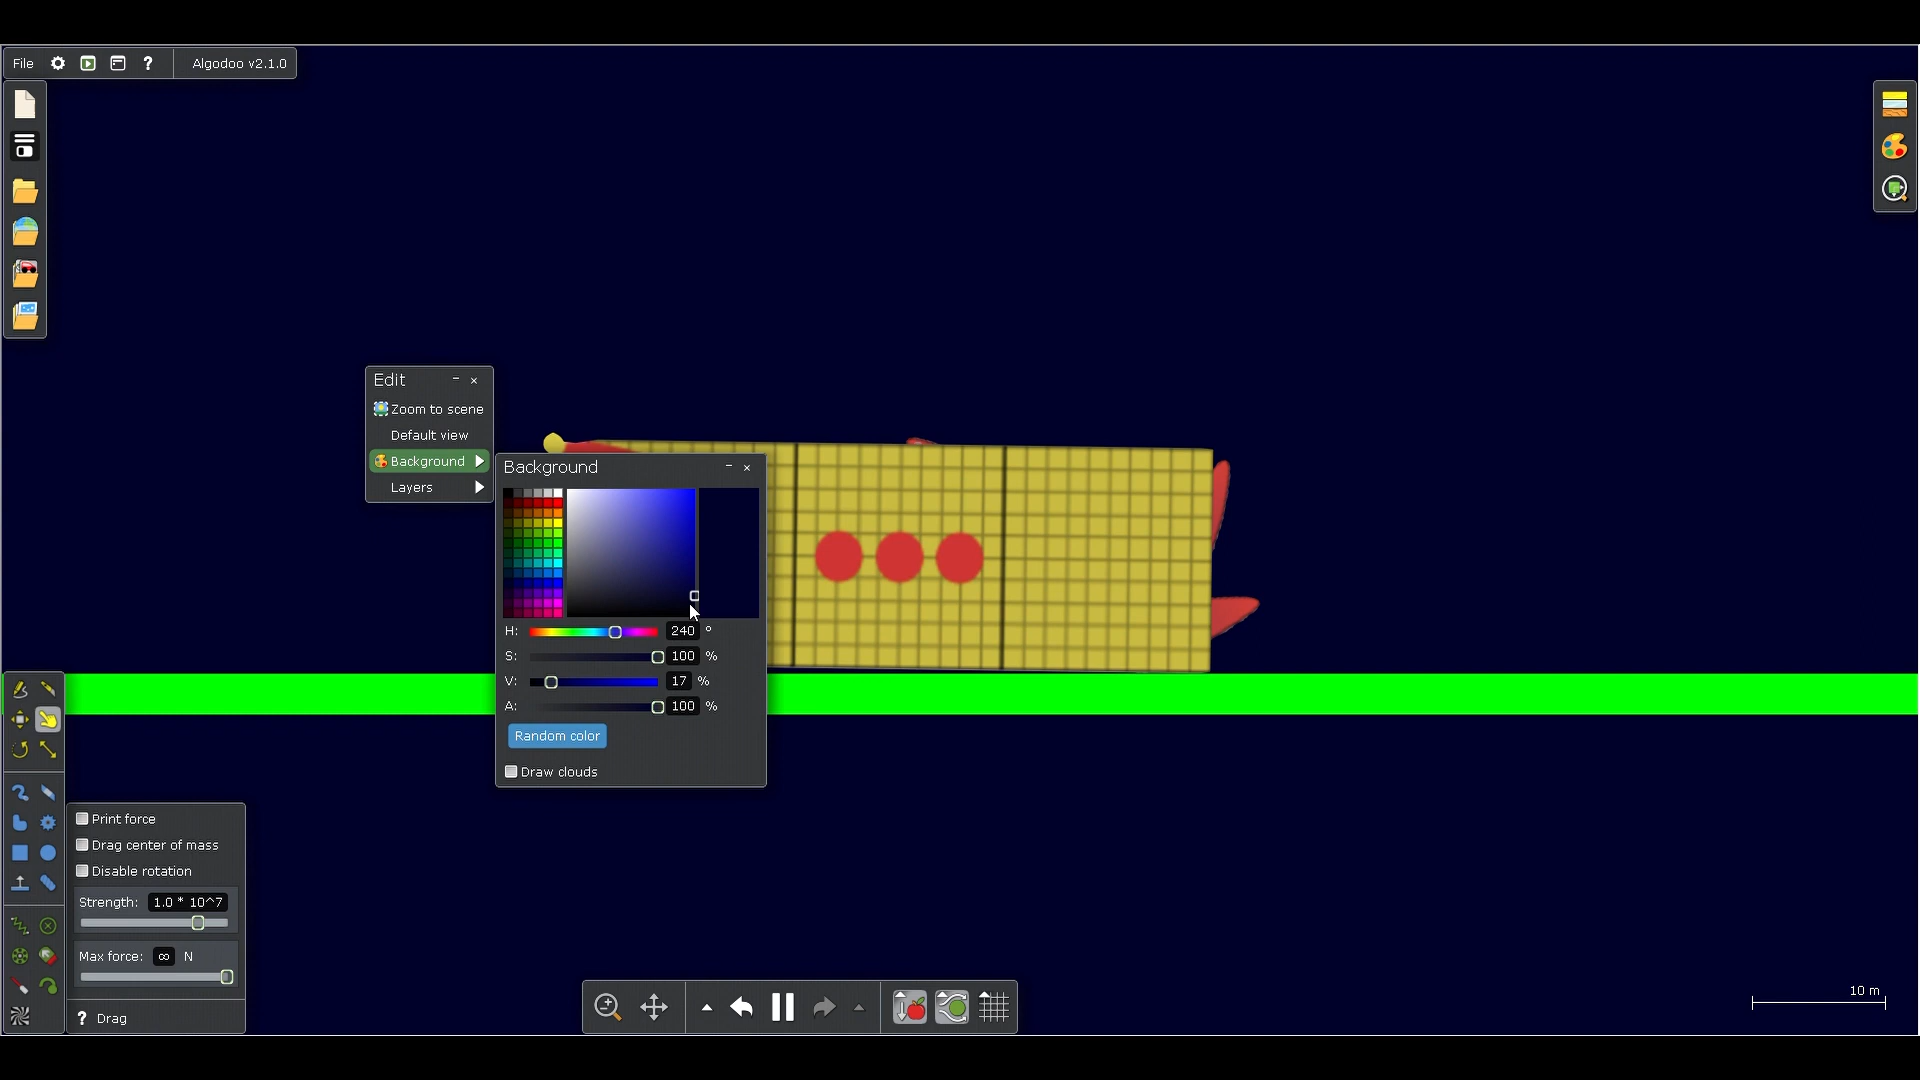 File
?
Algodoo v2.1.0
Edit
Zoom to scene
Default view
Background
Layers
Background
H: 240 °
S: 100 %
V: 17 %
A: 100 %
Random color
Draw clouds
Print force
Drag center of mass
Disable rotation
Strength: 1.0 * 10^7
Max force: ∞ N
? Drag
10 m